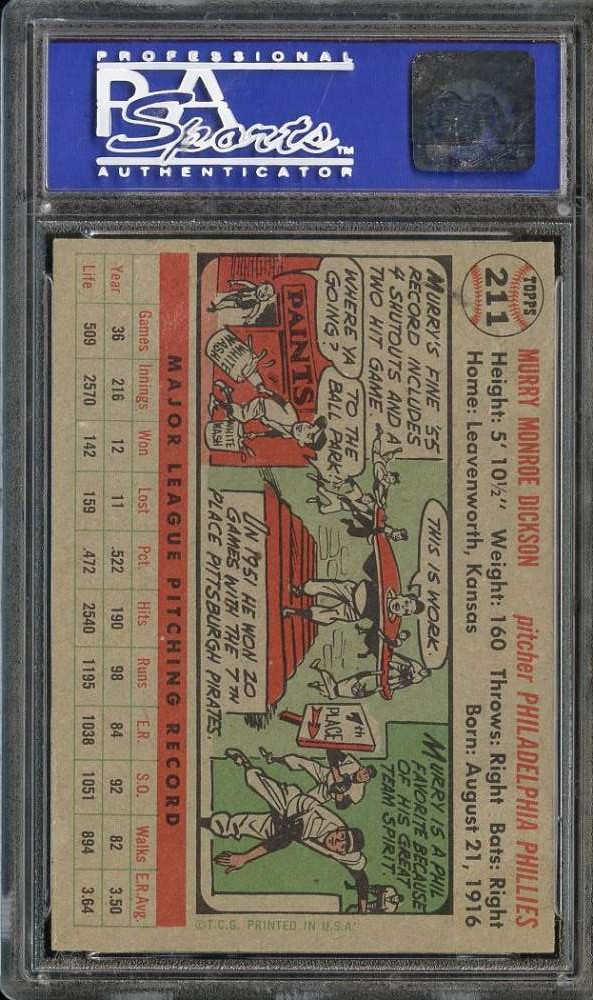 PROFESSIONAL
PSA
Sports™
AUTHENTICATOR
TOPPS
211
MURRY MONROE DICKSON pitcher PHILADELPHIA PHILLIES
Height: 5' 10½" Weight: 160 Throws: Right Bats: Right
Home: Leavenworth, Kansas Born: August 21, 1916
MURRY'S FINE '55
RECORD INCLUDES
4 SHUTOUTS AND A
TWO HIT GAME
WHERE YA
GOING?
TO THE
BALL PARK
PAINTS
WHITE
WASH
WHITE
WASH
THIS IS WORK
IN 1951 HE WON 20
GAMES WITH THE 7TH
PLACE PITTSBURGH PIRATES.
7th
PLACE
MURRY IS A PHIL
FAVORITE BECAUSE
OF HIS GREAT
TEAM SPIRIT.
MAJOR LEAGUE PITCHING RECORD
Games Innings Won Lost Pct. Hits Runs E.R. S.O. Walks E.R.Avg.
Year 36 216 12 11 .522 190 98 84 92 82 3.50
Life 509 2570 142 159 .472 2540 1195 1038 1051 894 3.64
©T.C.G. PRINTED IN U.S.A.